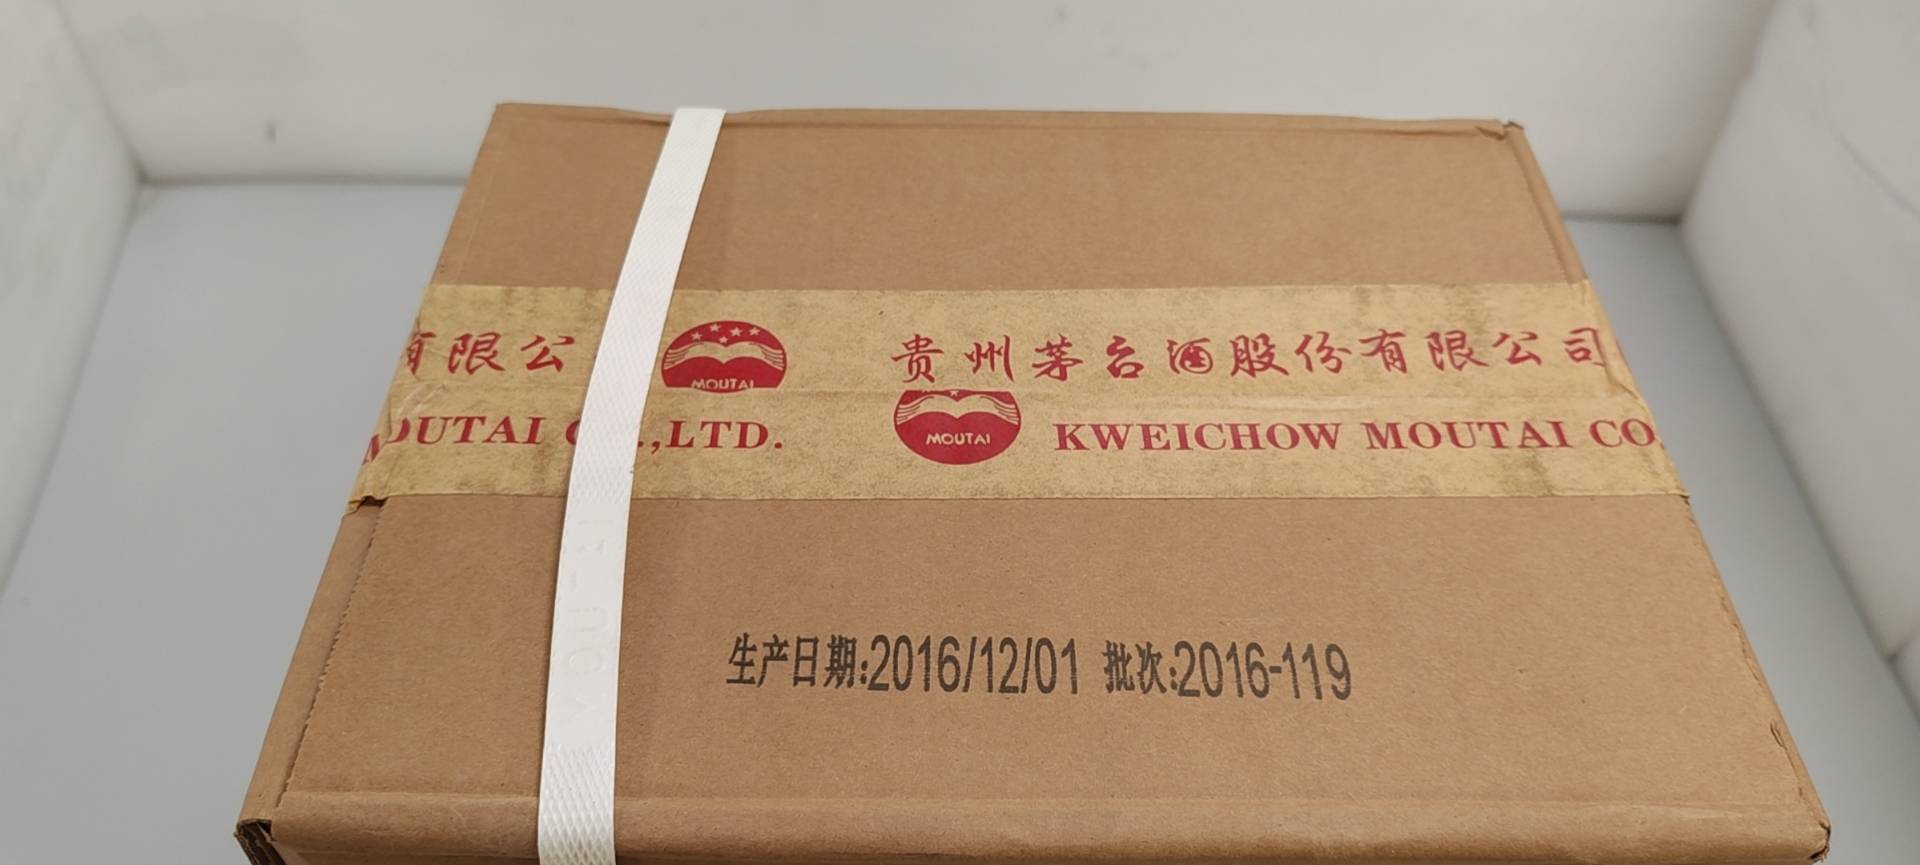 有限公
MOUTAI
贵州茅台酒股份有限公司
MOUTAI ,LTD.
MOUTAI
KWEICHOW MOUTAI CO
生产日期:2016/12/01 批次:2016-119